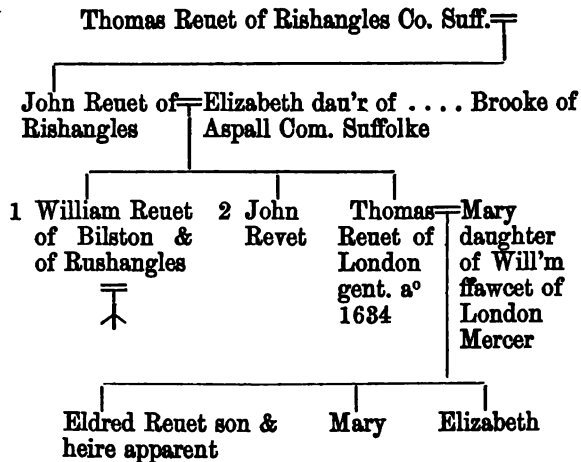 Thomas Reuet of Rishangles Co. Suff.
John Reuet of Rishangles
Elizabeth dau'r of .... Brooke of
Aspall Com. Suffolke
1 William Reuet
of Bilston &
of Rushangles
2 John
Revet
Thomas
Reuet of
London
gent. aº
1634
Mary
daughter
of Will'm
ffawcet of
London
Mercer
Eldred Reuet son &
heire apparent
Mary
Elizabeth